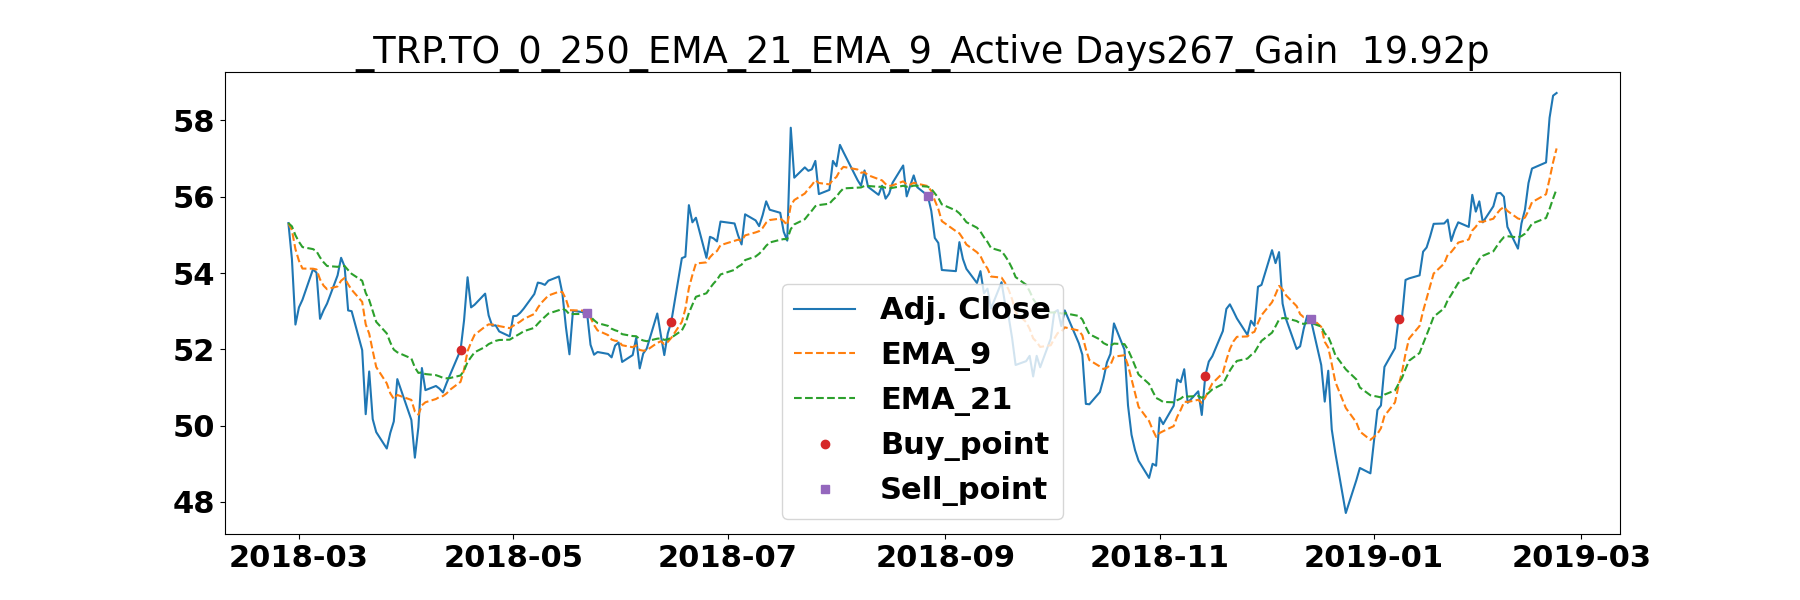 _TRP.TO_0_250_EMA_21_EMA_9_Active Days267_Gain  19.92p
58
56
54
52
50
48
Adj. Close
EMA_9
EMA_21
Buy_point
Sell_point
2018-03 2018-05 2018-07 2018-09 2018-11 2019-01 2019-03